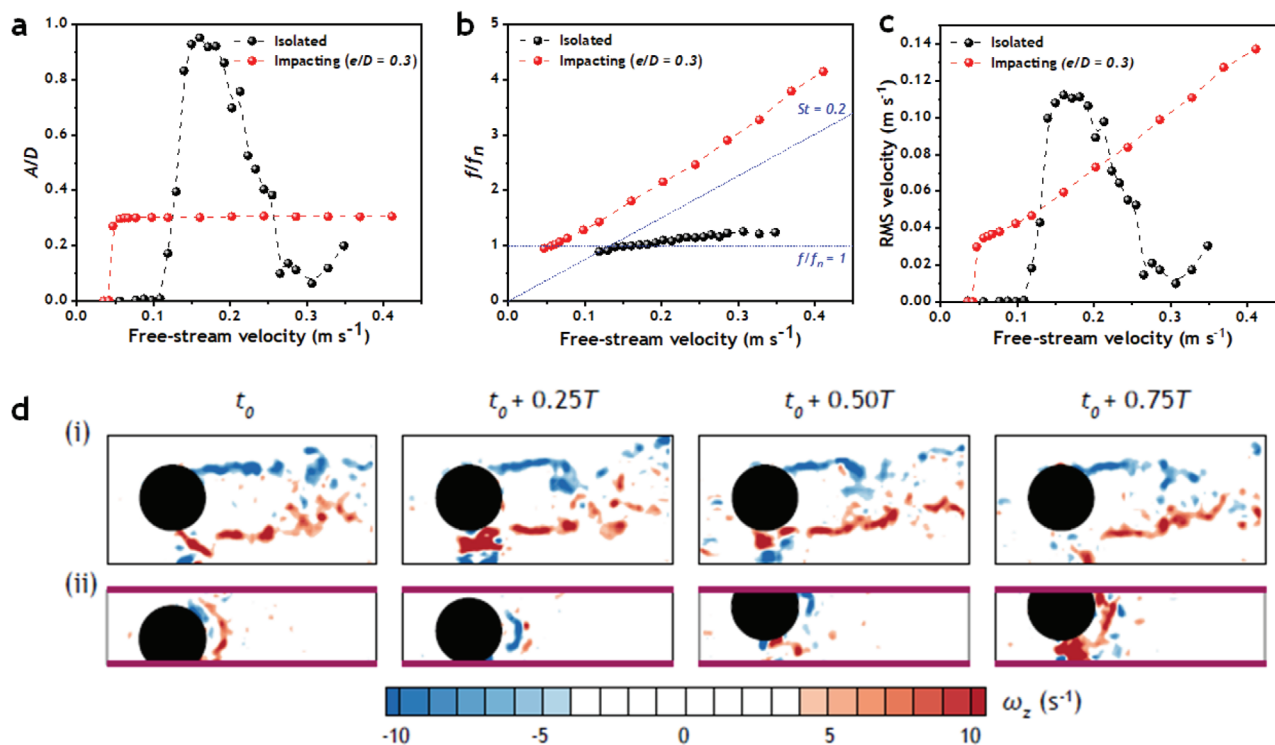 a
1.0
0.8
0.6
0.4
0.2
0.0
A/D
Isolated
Impacting (e/D = 0.3)
0.0 0.1 0.2 0.3 0.4
Free-stream velocity (m s⁻¹)
b
5
4
3
2
1
0
f/fₙ
Isolated
Impacting (e/D = 0.3)
St = 0.2
f/fₙ = 1
0.0 0.1 0.2 0.3 0.4
Free-stream velocity (m s⁻¹)
c
0.14
0.12
0.10
0.08
0.06
0.04
0.02
0.00
RMS velocity (m s⁻¹)
Isolated
Impacting (e/D = 0.3)
0.0 0.1 0.2 0.3 0.4
Free-stream velocity (m s⁻¹)
d
t₀ t₀ + 0.25T t₀ + 0.50T t₀ + 0.75T
(i)
(ii)
-10 -5 0 5 10
ω_z (s⁻¹)